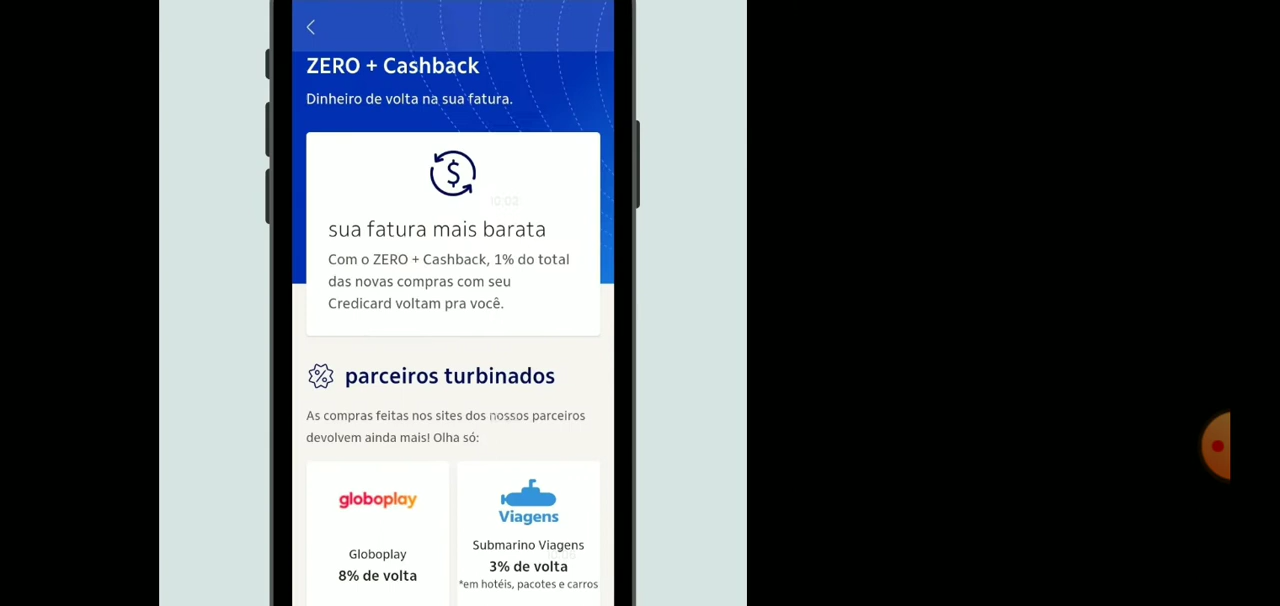 ZERO + Cashback
Dinheiro de volta na sua fatura.
10:02
sua fatura mais barata
Com o ZERO + Cashback, 1% do total
das novas compras com seu
Credicard voltam pra você.
parceiros turbinados
As compras feitas nos sites dos nossos parceiros
devolvem ainda mais! Olha só:
globoplay
Viagens
Globoplay
8% de volta
Submarino Viagens
3% de volta
*em hotéis, pacotes e carros